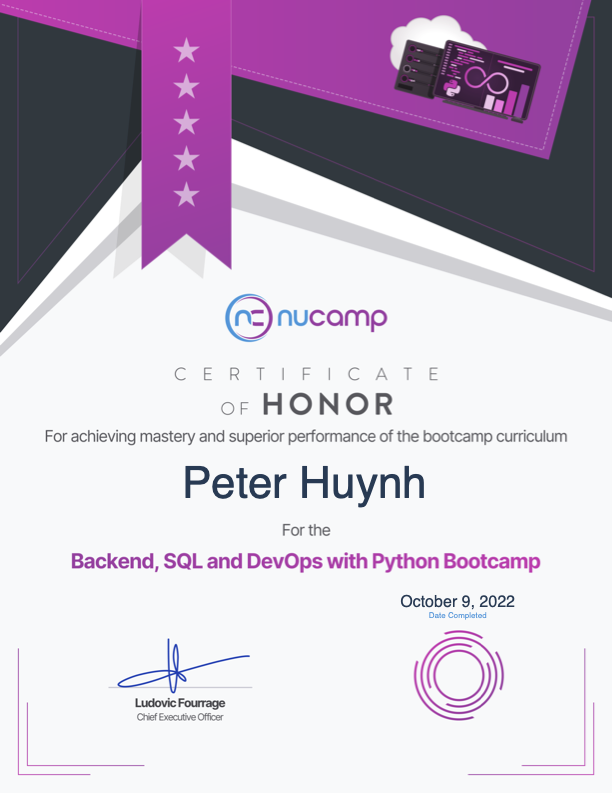 nc nucamp
CERTIFICATE
OF HONOR
For achieving mastery and superior performance of the bootcamp curriculum
Peter Huynh
For the
Backend, SQL and DevOps with Python Bootcamp
October 9, 2022
Date Completed
Ludovic Fourrage
Chief Executive Officer